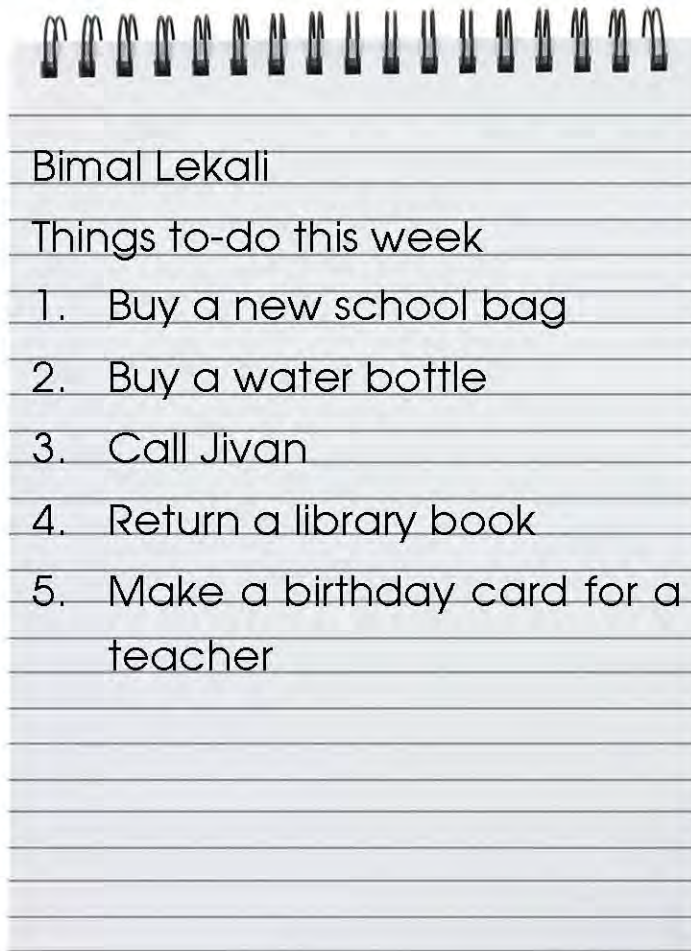 Bimal Lekali
Things to-do this week
1. Buy a new school bag
2. Buy a water bottle
3. Call Jivan
4. Return a library book
5. Make a birthday card for a
teacher